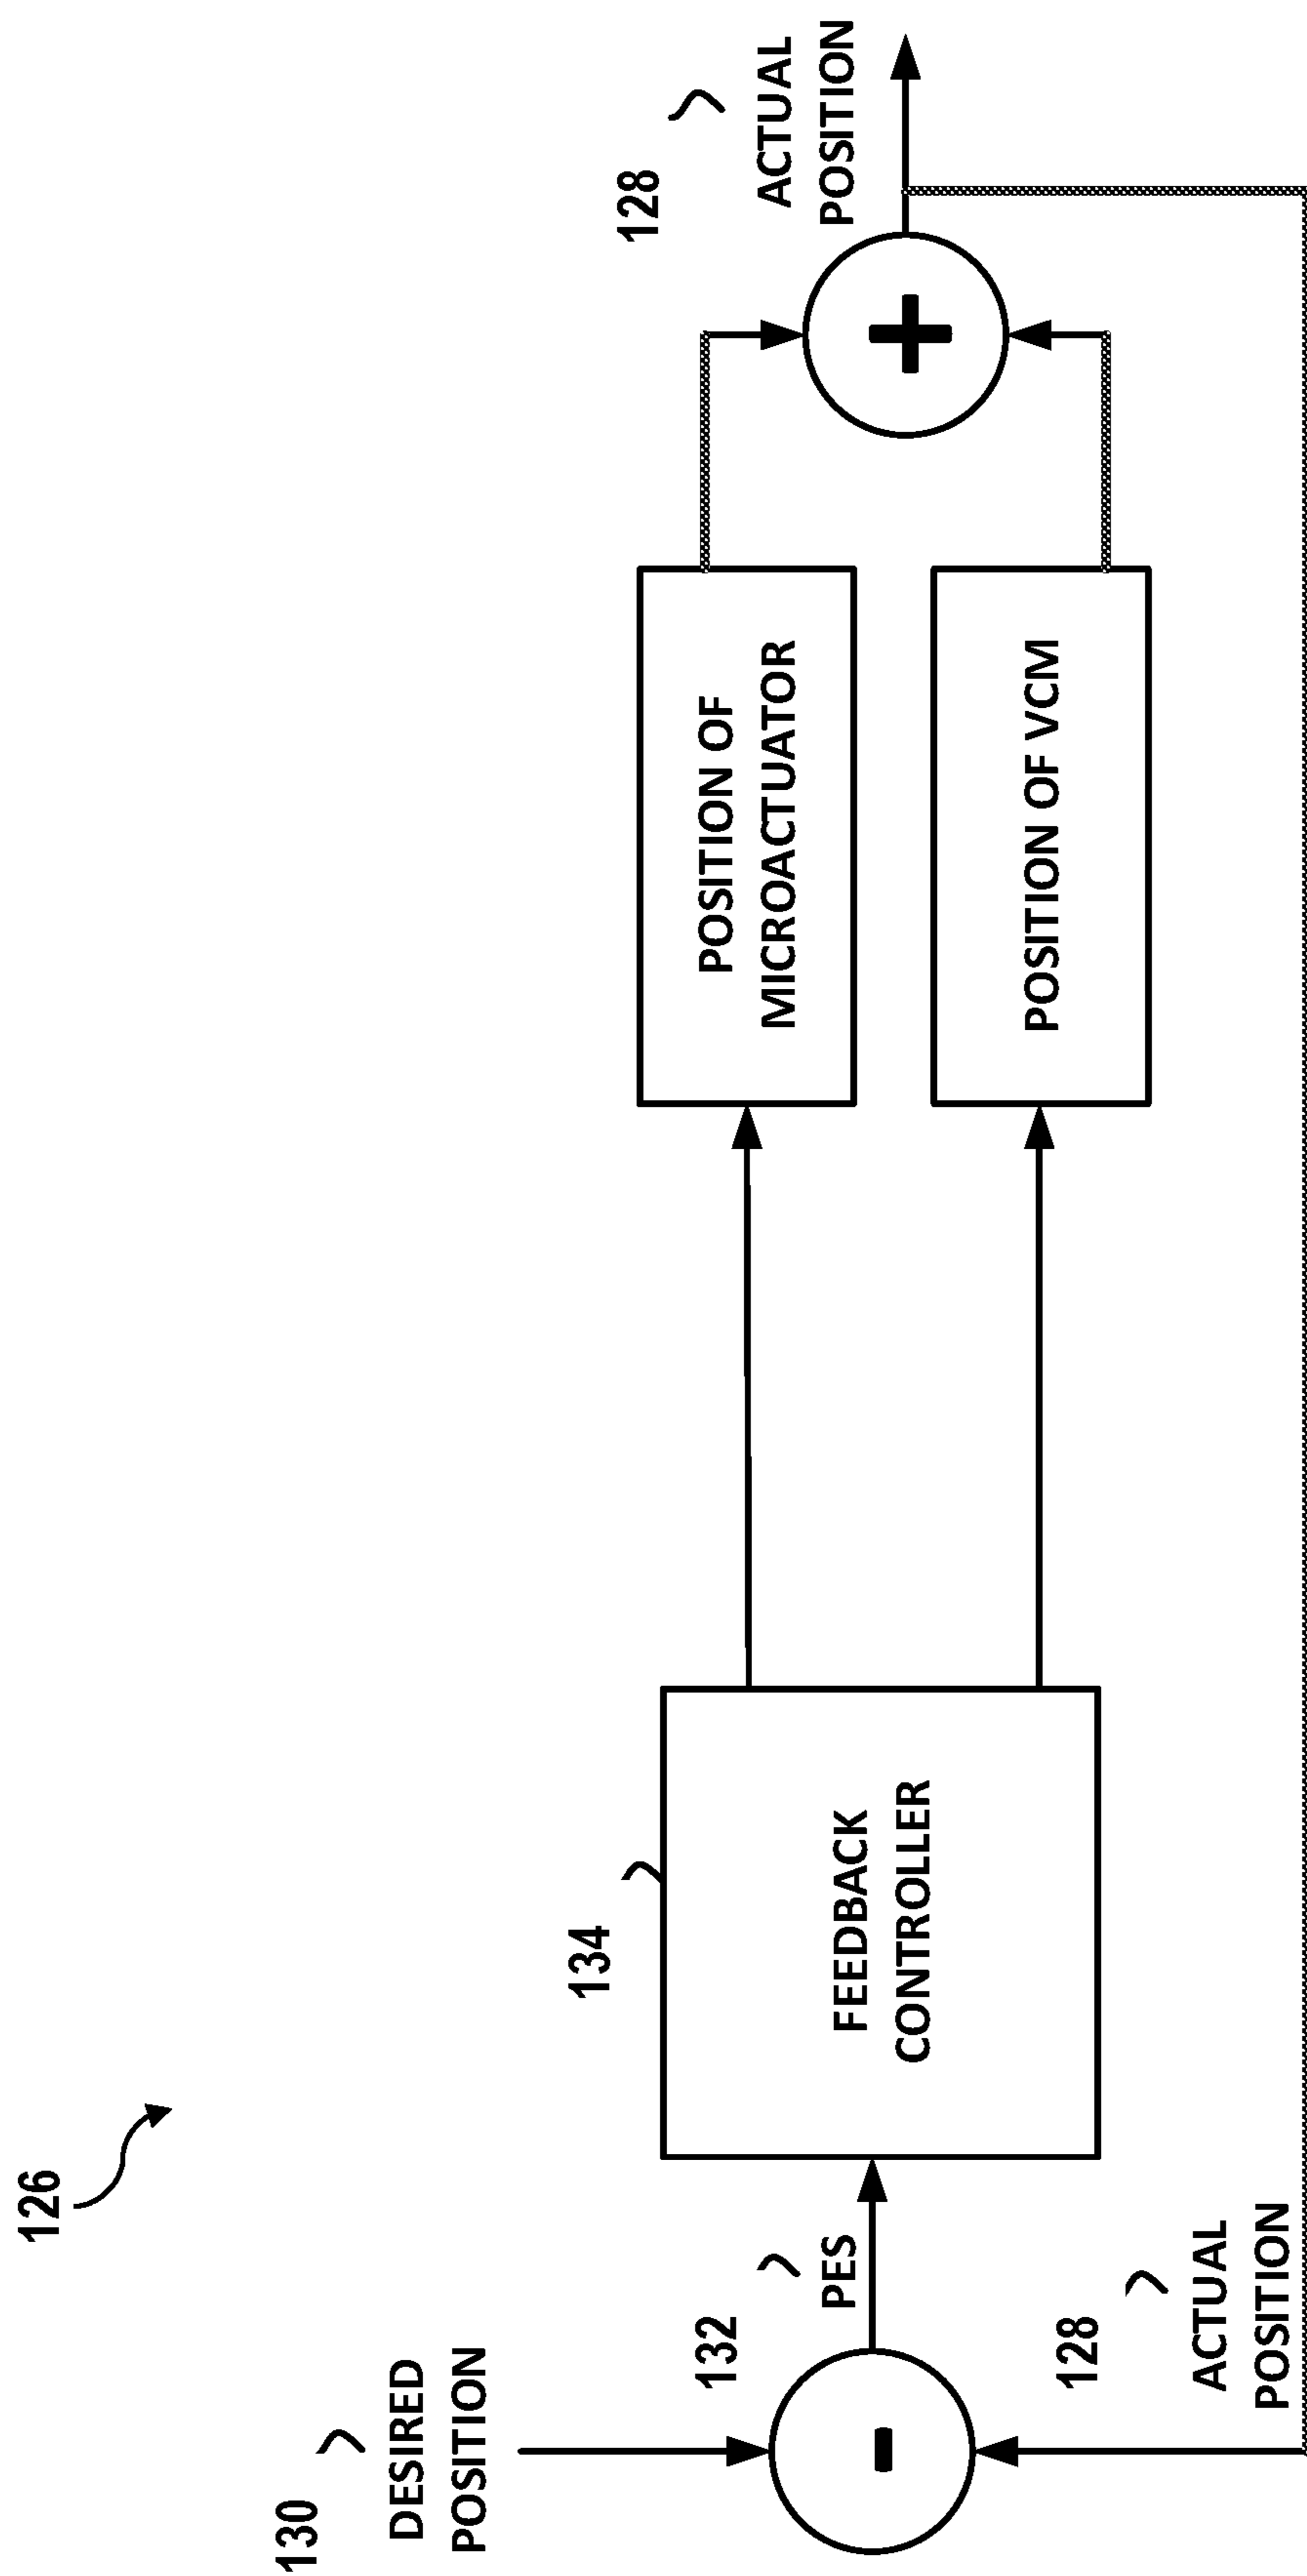 126
130
DESIRED
POSITION
132
PES
128
ACTUAL
POSITION
134
FEEDBACK
CONTROLLER
POSITION OF
MICROACTUATOR
POSITION OF VCM
+
-
128
ACTUAL
POSITION